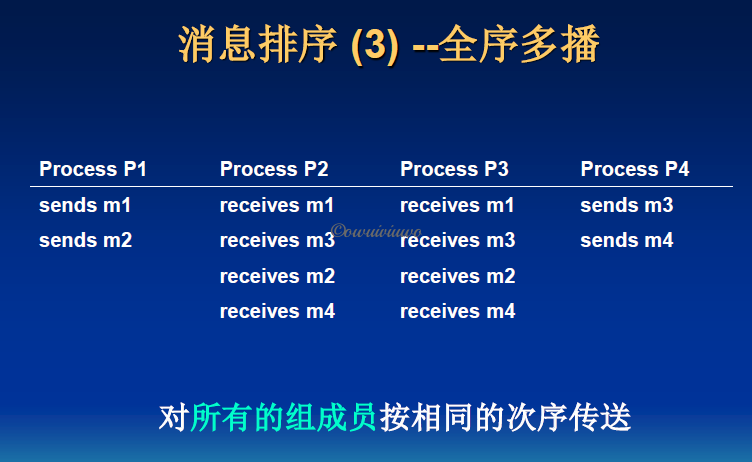 消息排序 (3) --全序多播
Process P1 Process P2 Process P3 Process P4
sends m1 receives m1 receives m1 sends m3
sends m2 receives m3 receives m3 sends m4
receives m2 receives m2
receives m4 receives m4
©owuiviuwo
对所有的组成员按相同的次序传送